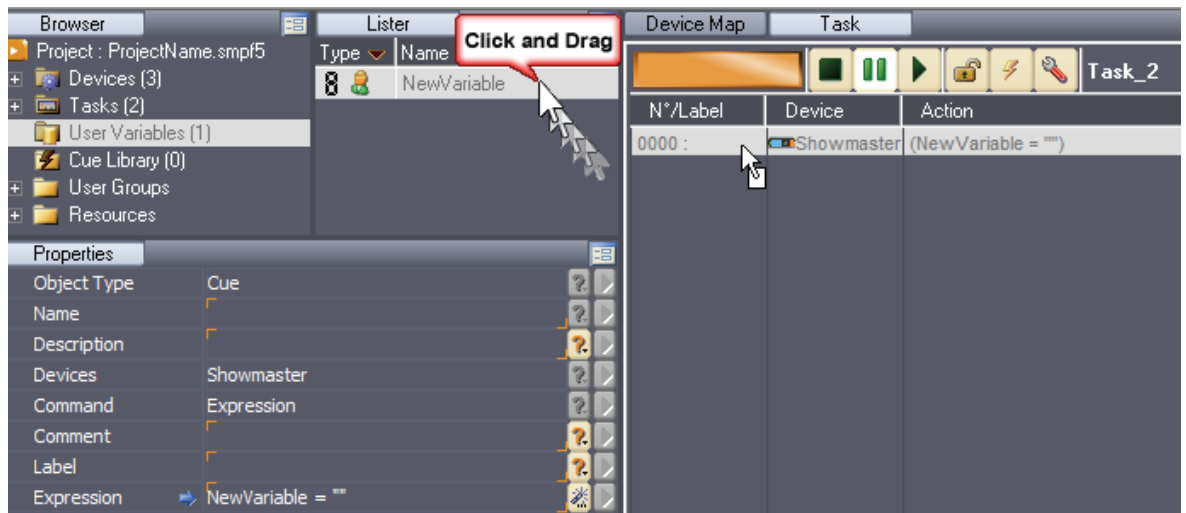 Browser
Project : ProjectName.smpf5
Devices (3)
Tasks (2)
User Variables (1)
Cue Library (0)
User Groups
Resources
Lister
Type Name
8 NewVariable
Click and Drag
Device Map Task
Task_2
N°/Label Device Action
0000 : Showmaster (NewVariable = "")
Properties
Object Type Cue
Name
Description
Devices Showmaster
Command Expression
Comment
Label
Expression NewVariable = ""